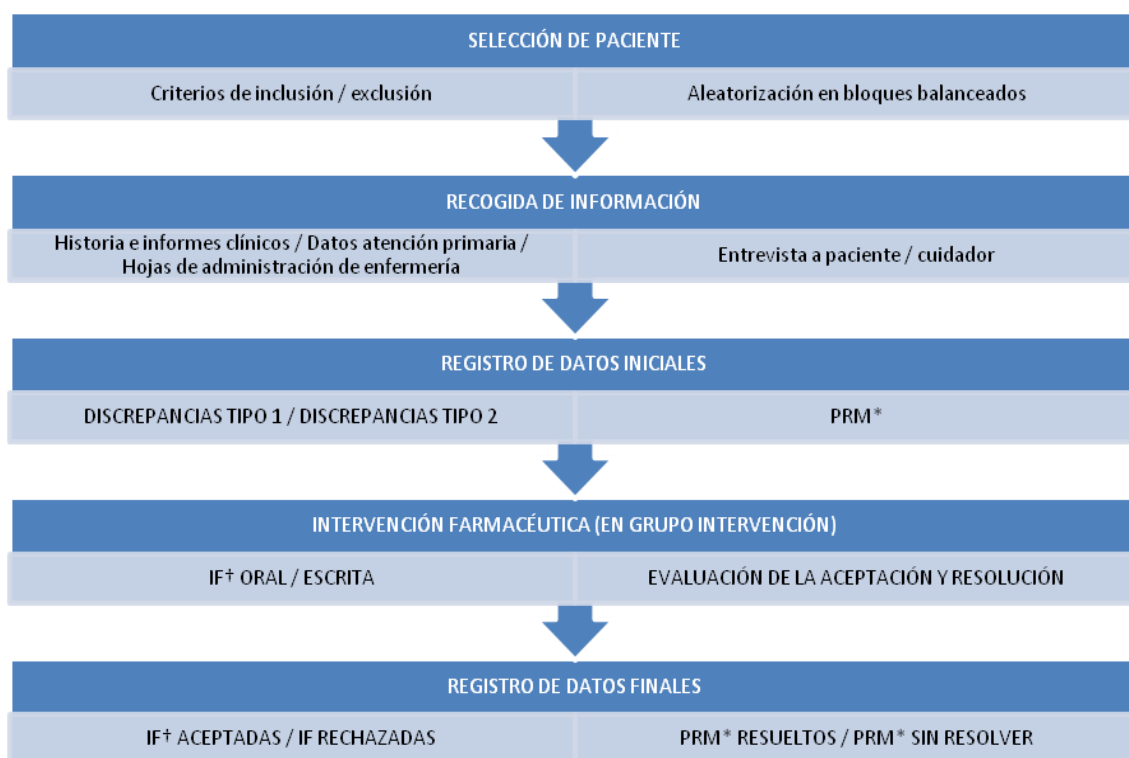 SELECCIÓN DE PACIENTE
Criterios de inclusión / exclusión
Aleatorización en bloques balanceados
RECOGIDA DE INFORMACIÓN
Historia e informes clínicos / Datos atención primaria /
Hojas de administración de enfermería
Entrevista a paciente / cuidador
REGISTRO DE DATOS INICIALES
DISCREPANCIAS TIPO 1 / DISCREPANCIAS TIPO 2
PRM*
INTERVENCIÓN FARMACÉUTICA (EN GRUPO INTERVENCIÓN)
IF† ORAL / ESCRITA
EVALUACIÓN DE LA ACEPTACIÓN Y RESOLUCIÓN
REGISTRO DE DATOS FINALES
IF† ACEPTADAS / IF RECHAZADAS
PRM* RESUELTOS / PRM* SIN RESOLVER